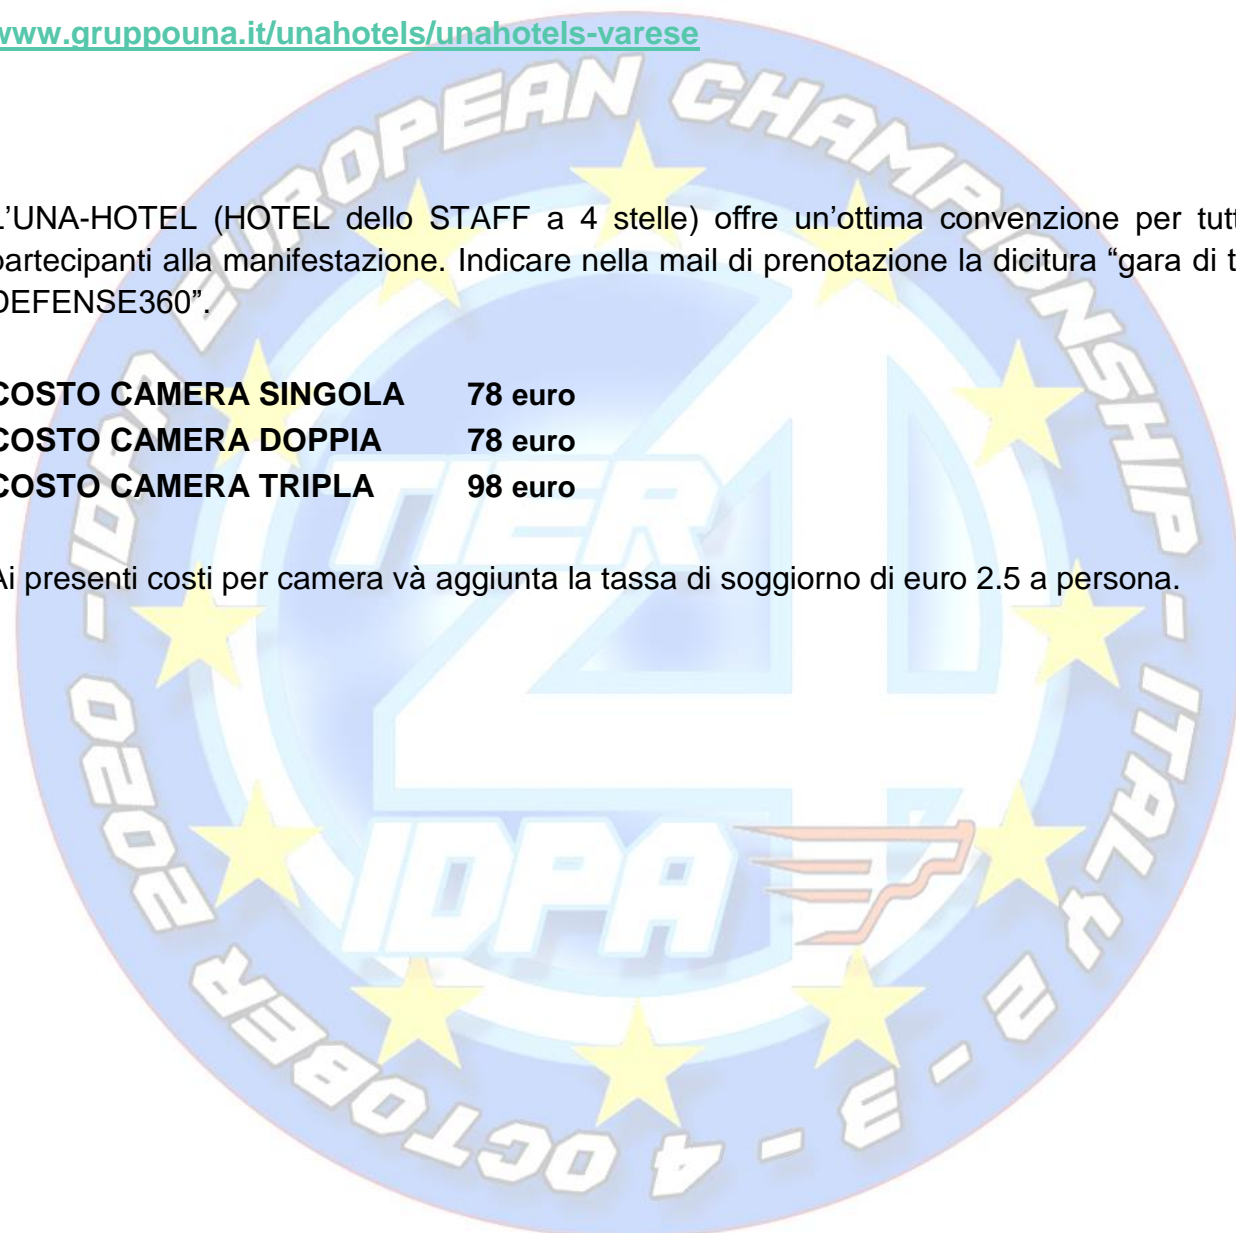 www.gruppouna.it/unahotels/unahotels-varese
L’UNA-HOTEL (HOTEL dello STAFF a 4 stelle) offre un’ottima convenzione per tutt
partecipanti alla manifestazione. Indicare nella mail di prenotazione la dicitura “gara di t
DEFENSE360”.
COSTO CAMERA SINGOLA 78 euro
COSTO CAMERA DOPPIA 78 euro
COSTO CAMERA TRIPLA 98 euro
Ai presenti costi per camera và aggiunta la tassa di soggiorno di euro 2.5 a persona.
IDPA EUROPEAN CHAMPIONSHIP - ITALY 2 - 3 - 4 OCTOBER 2020 -
TIER
4
IDPA